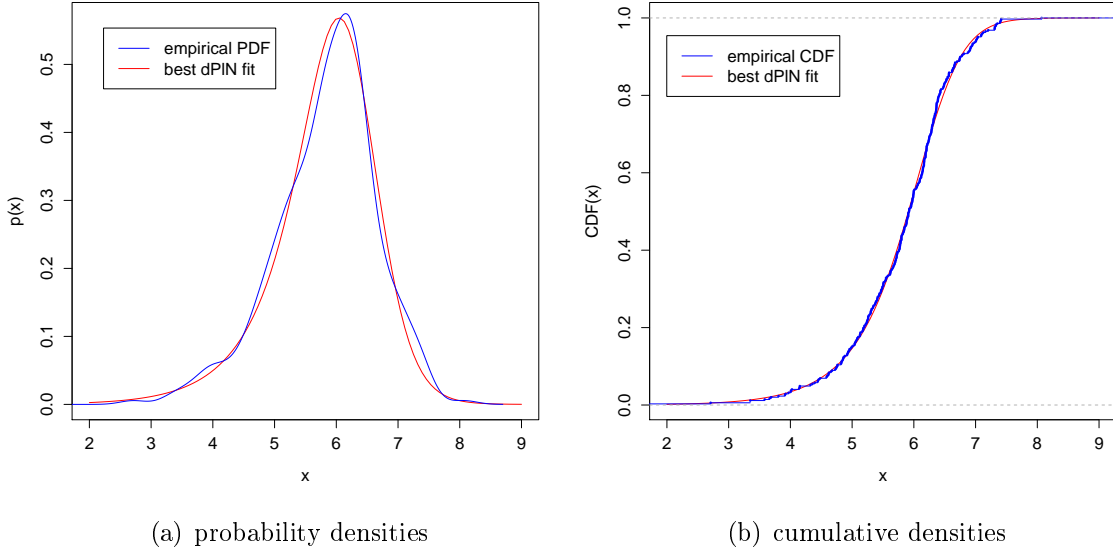 empirical PDF
best dPIN fit
p(x)
0.0 0.1 0.2 0.3 0.4 0.5
2 3 4 5 6 7 8 9
x
(a) probability densities
empirical CDF
best dPIN fit
CDF(x)
0.0 0.2 0.4 0.6 0.8 1.0
2 3 4 5 6 7 8 9
x
(b) cumulative densities